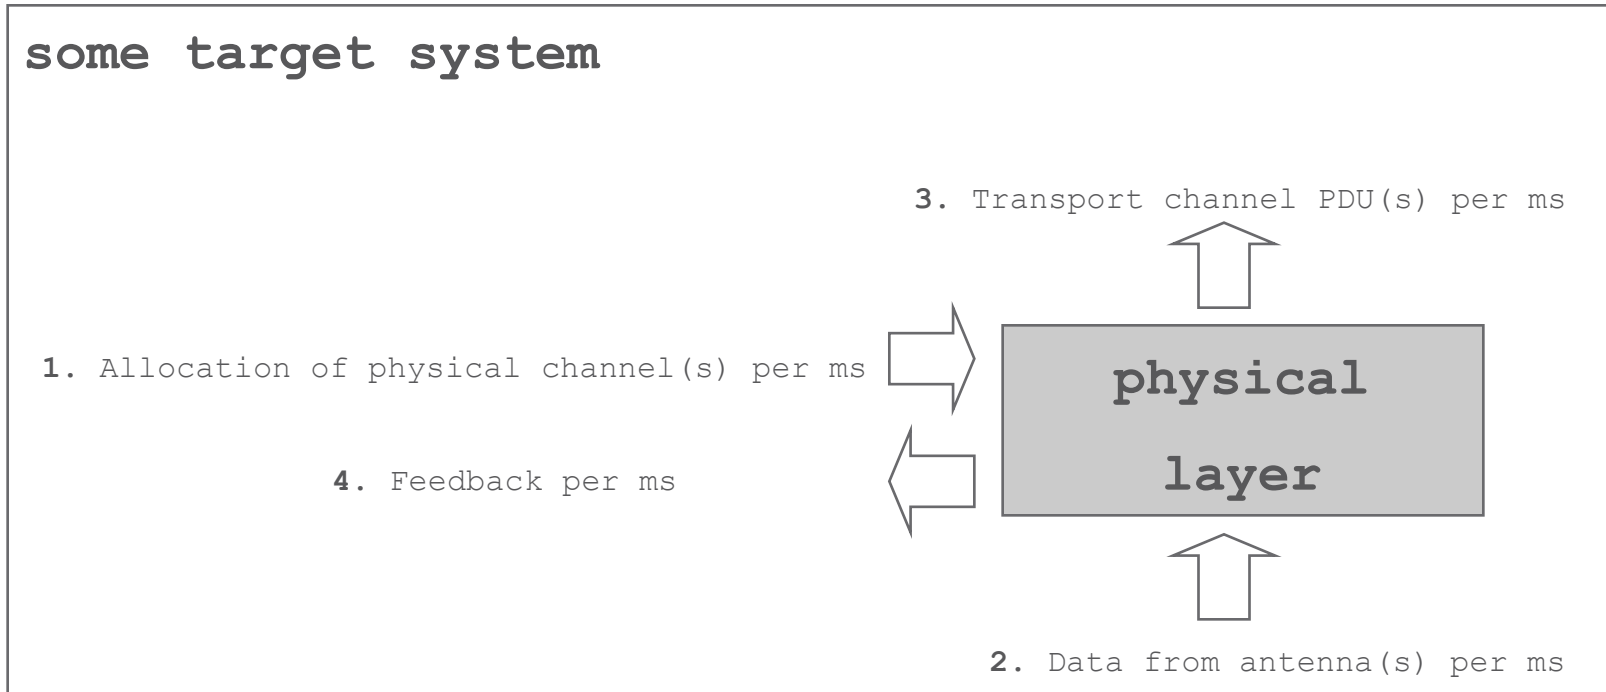 some target system
3. Transport channel PDU(s) per ms
1. Allocation of physical channel(s) per ms
physical
layer
4. Feedback per ms
2. Data from antenna(s) per ms